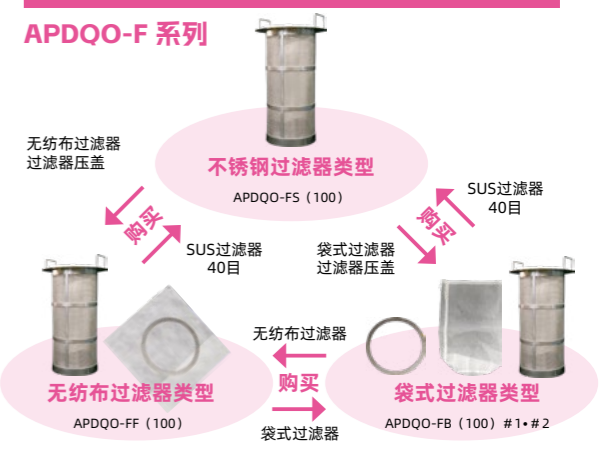 APDQO-F 系列
无纺布过滤器
过滤器压盖
不锈钢过滤器类型
APDQO-FS（100）
SUS过滤器
40目
购买
购买
SUS过滤器
40目
袋式过滤器
过滤器压盖
无纺布过滤器
购买
袋式过滤器
无纺布过滤器类型
APDQO-FF（100）
袋式过滤器类型
APDQO-FB（100）#1•#2